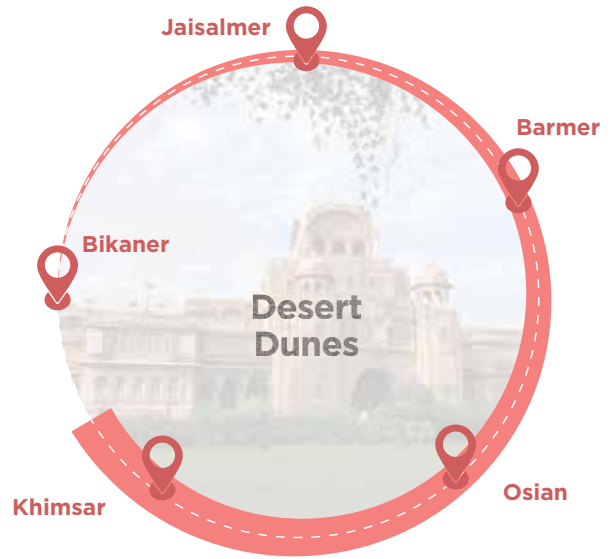 Jaisalmer
Barmer
Bikaner
Desert
Dunes
Osian
Khimsar